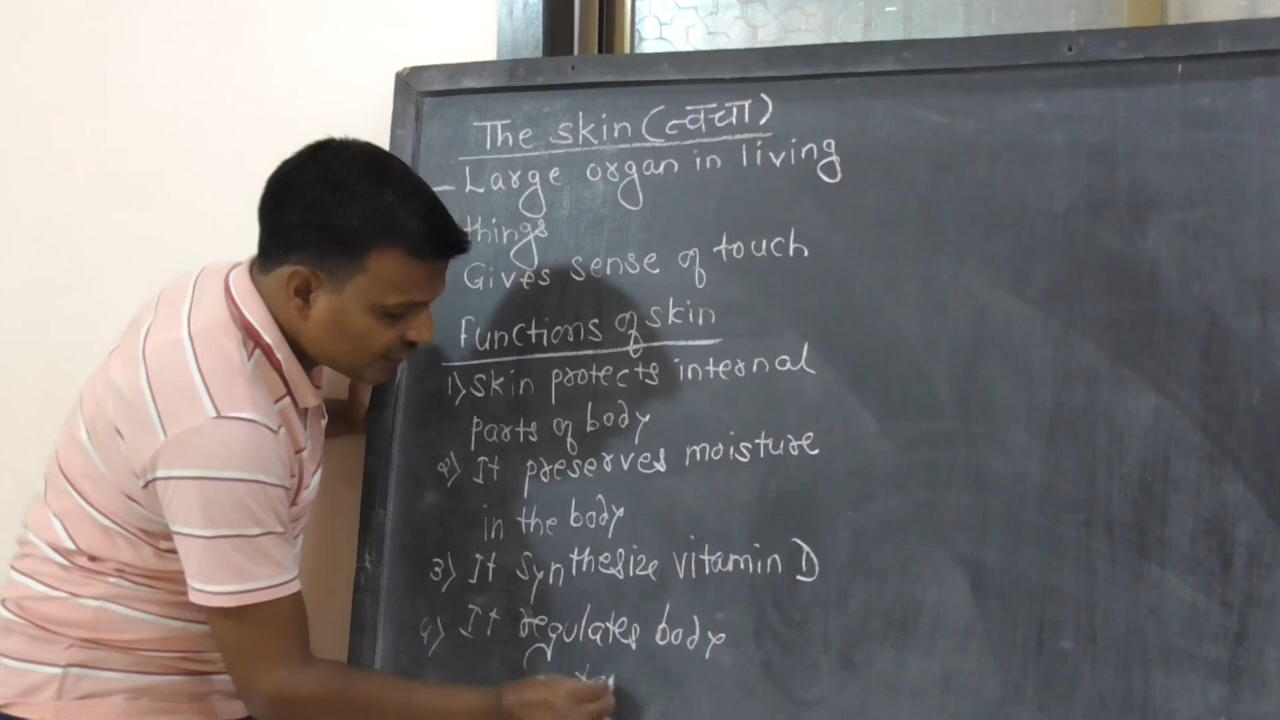 The skin (त्वचा)
- Large organ in living
things
Gives sense of touch
Functions of skin
1) Skin protects internal
parts of body
2) It preserves moisture
in the body
3) It synthesize vitamin D
4) It regulates body